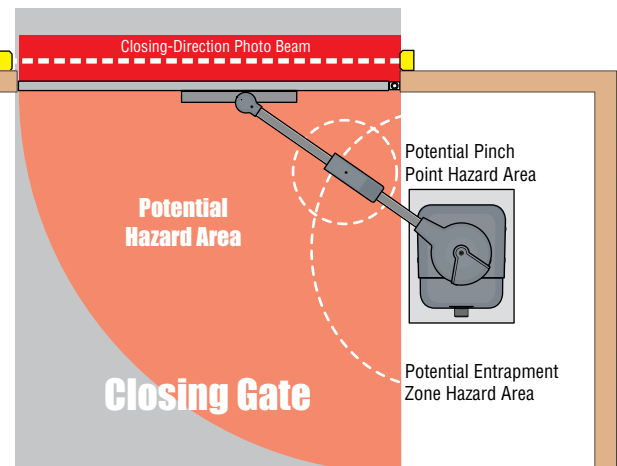 Closing-Direction Photo Beam
Potential Pinch
Point Hazard Area
Potential
Hazard Area
Potential Entrapment
Zone Hazard Area
Closing Gate